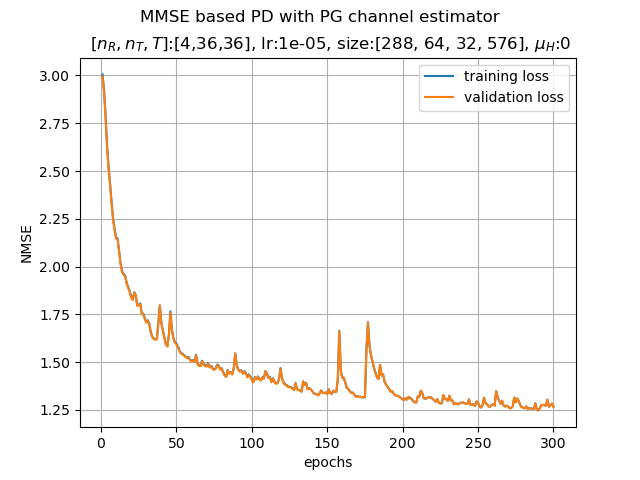 MMSE based PD with PG channel estimator
[n_R, n_T, T]:[4,36,36], lr:1e-05, size:[288, 64, 32, 576], μ_H:0
training loss
validation loss
3.00
2.75
2.50
2.25
2.00
1.75
1.50
1.25
NMSE
0 50 100 150 200 250 300
epochs